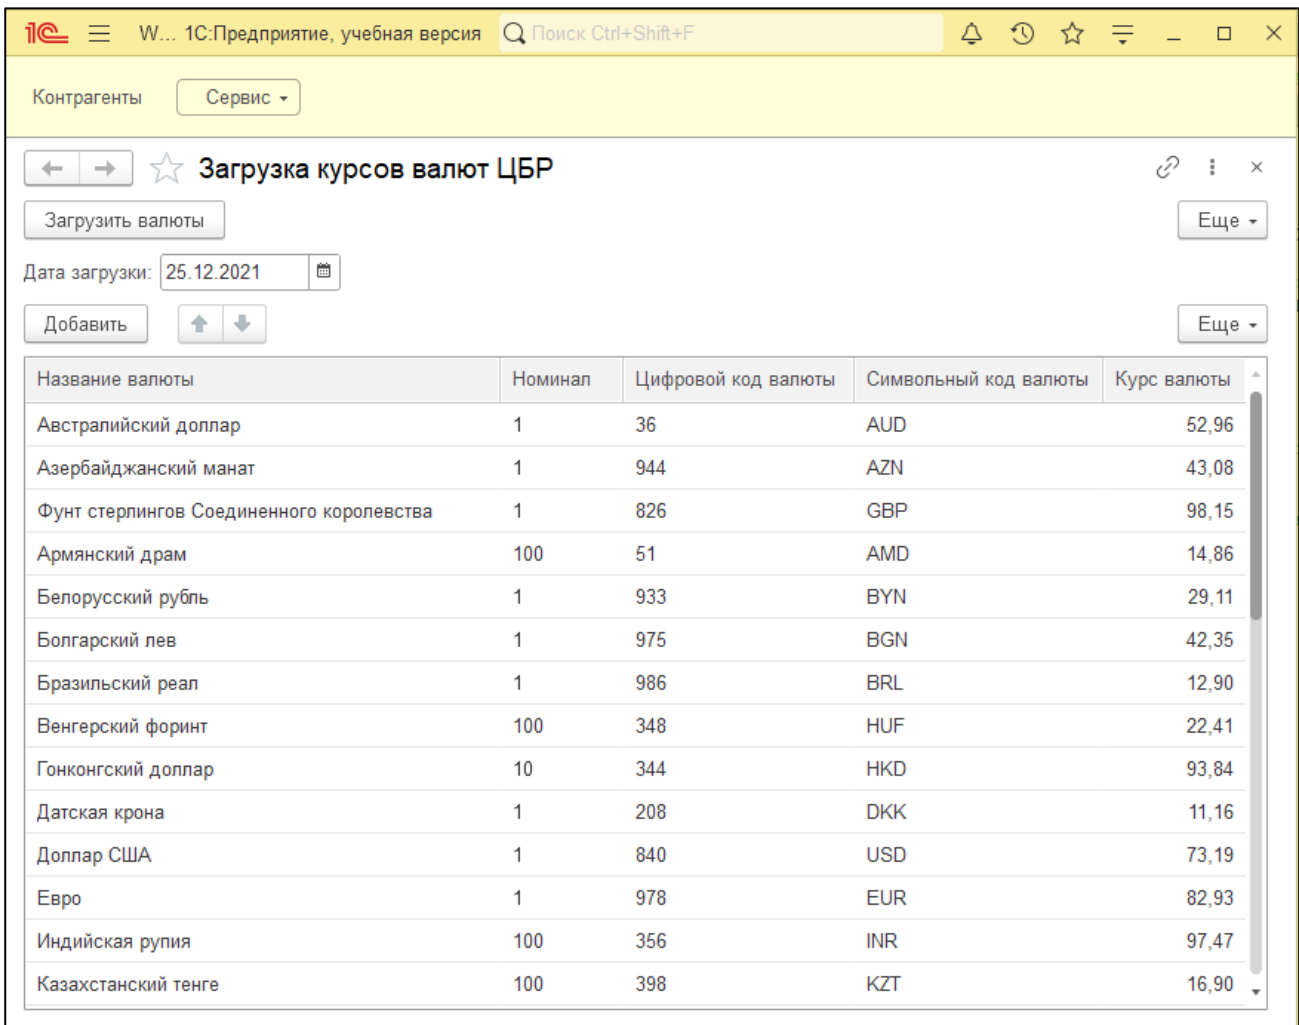 1С W... 1С:Предприятие, учебная версия Поиск Ctrl+Shift+F
Контрагенты Сервис
Загрузка курсов валют ЦБР
Загрузить валюты Еще
Дата загрузки: 25.12.2021
Добавить Еще
Название валюты Номинал Цифровой код валюты Символьный код валюты Курс валюты
Австралийский доллар 1 36 AUD 52,96
Азербайджанский манат 1 944 AZN 43,08
Фунт стерлингов Соединенного королевства 1 826 GBP 98,15
Армянский драм 100 51 AMD 14,86
Белорусский рубль 1 933 BYN 29,11
Болгарский лев 1 975 BGN 42,35
Бразильский реал 1 986 BRL 12,90
Венгерский форинт 100 348 HUF 22,41
Гонконгский доллар 10 344 HKD 93,84
Датская крона 1 208 DKK 11,16
Доллар США 1 840 USD 73,19
Евро 1 978 EUR 82,93
Индийская рупия 100 356 INR 97,47
Казахстанский тенге 100 398 KZT 16,90